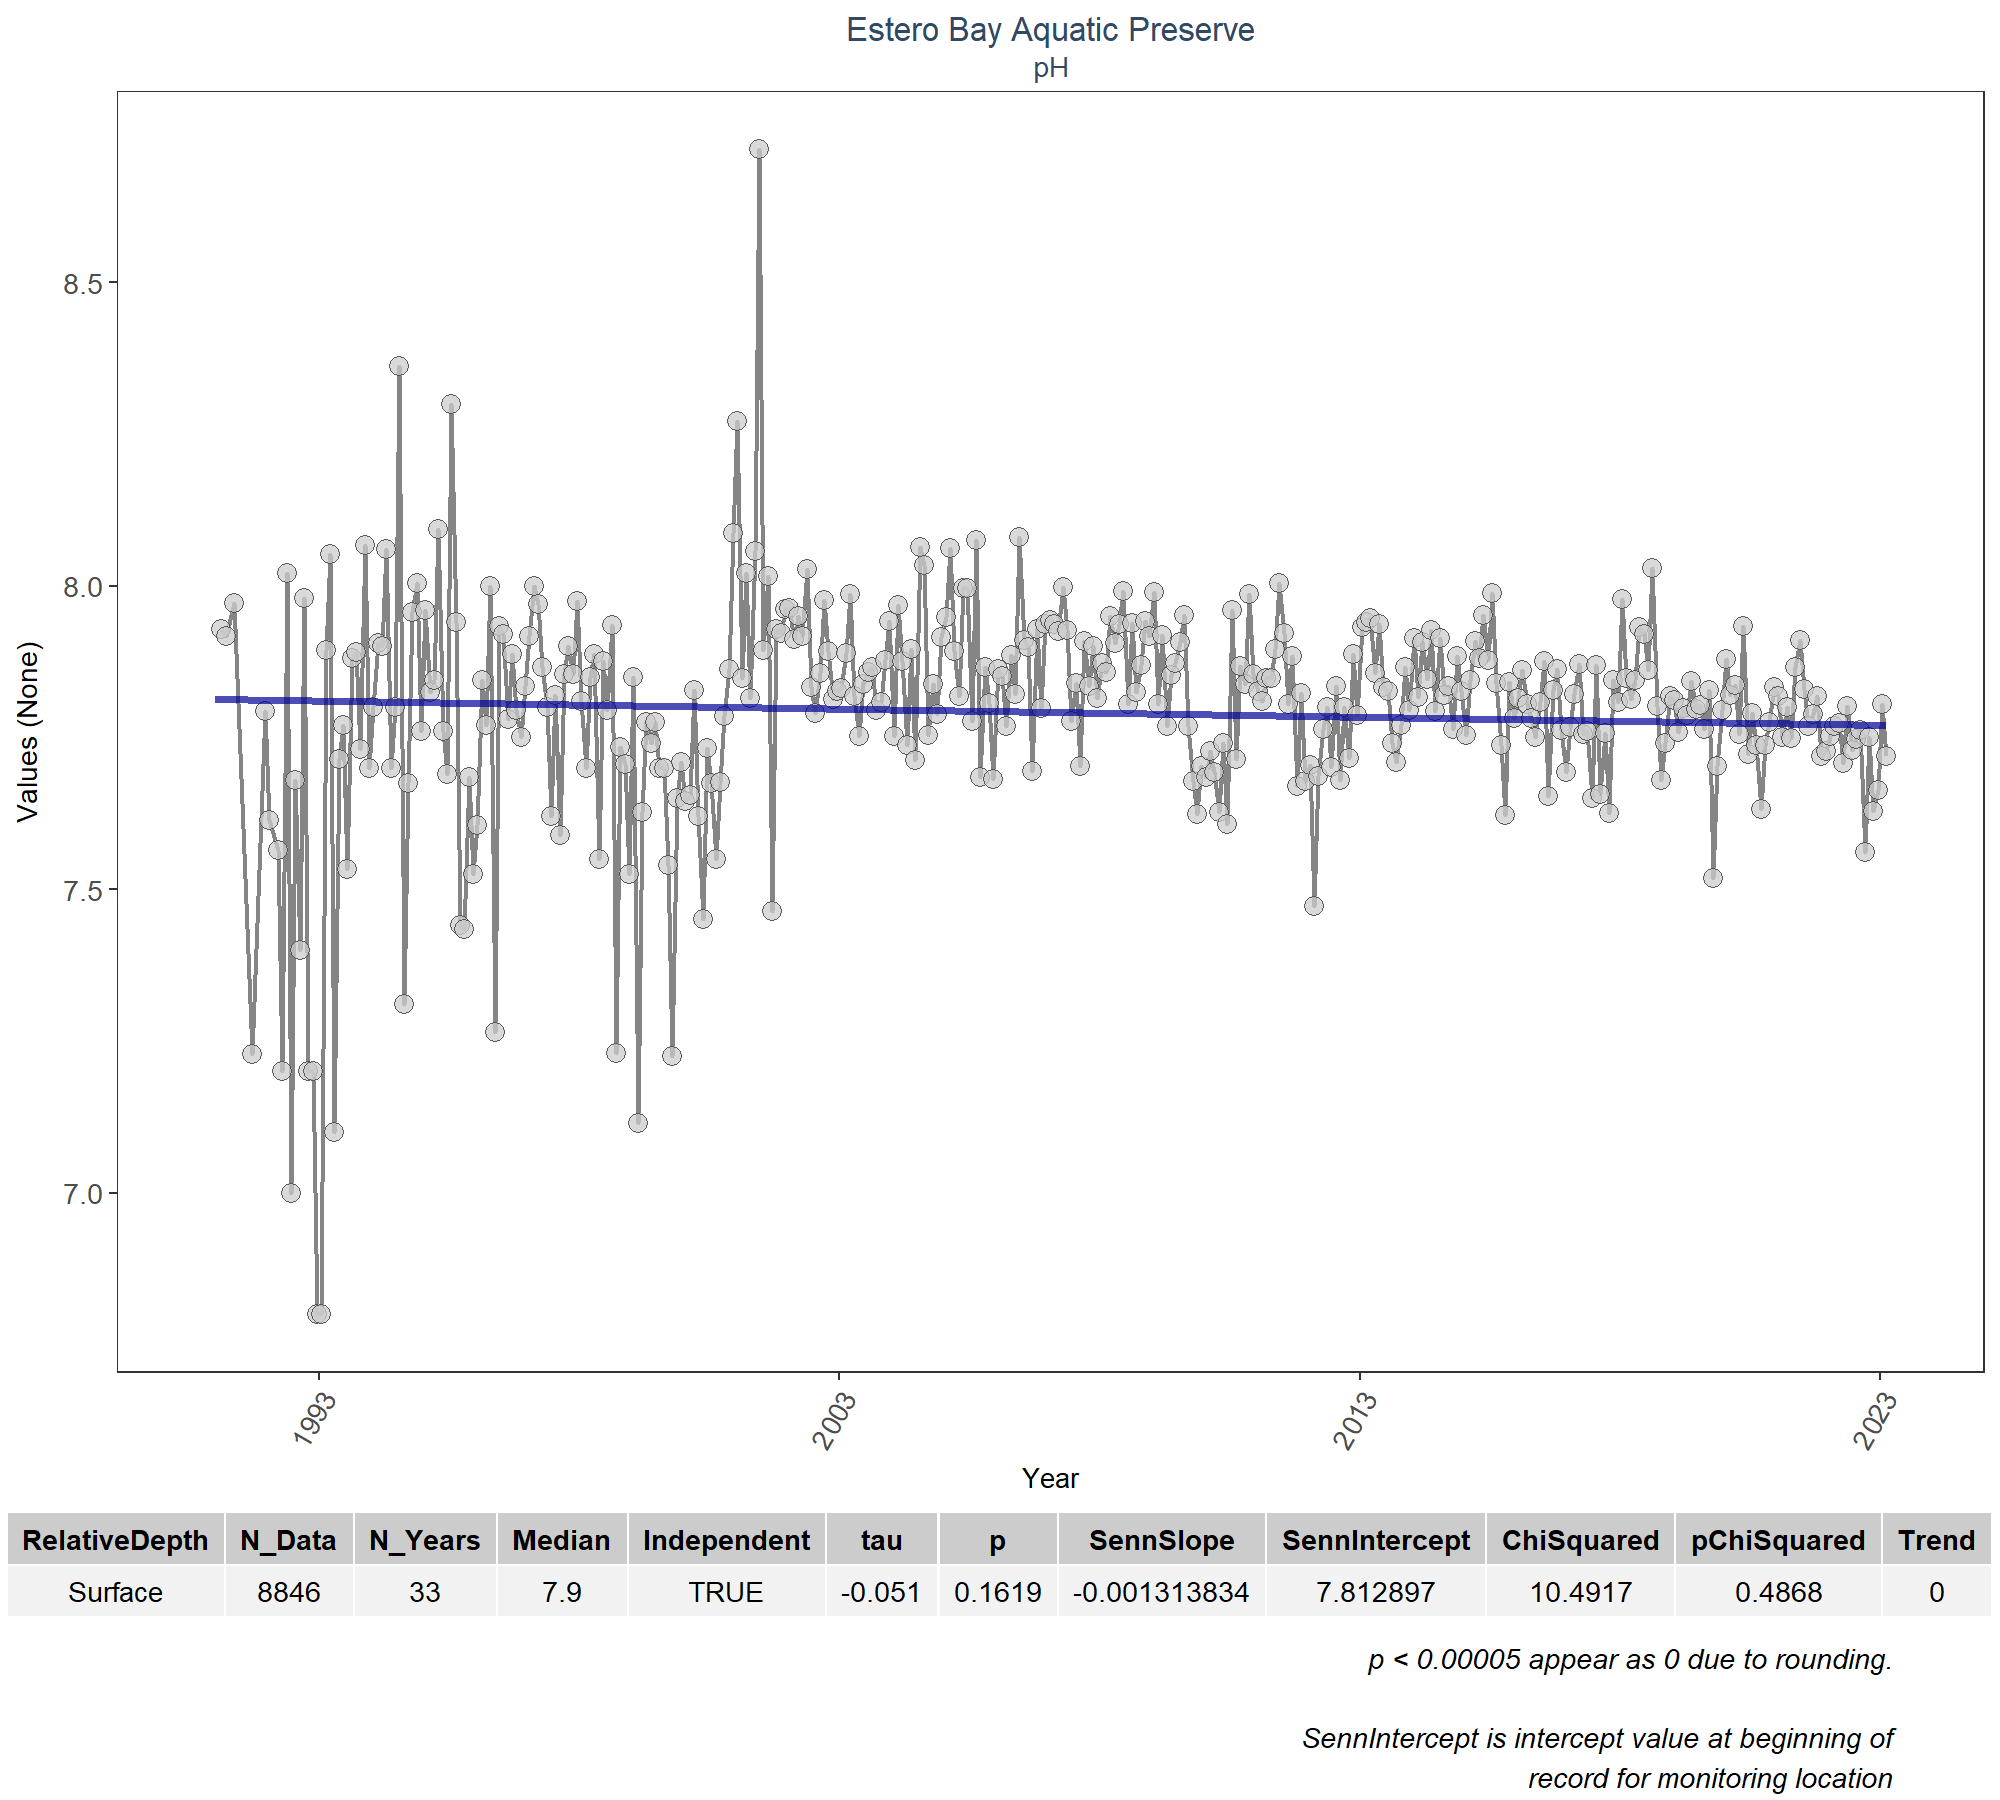 Estero Bay Aquatic Preserve
pH
Values (None)
8.5
8.0
7.5
7.0
1993
2003
2013
2023
Year
RelativeDepth N_Data N_Years Median Independent tau p SennSlope SennIntercept ChiSquared pChiSquared Trend
Surface 8846 33 7.9 TRUE -0.051 0.1619 -0.001313834 7.812897 10.4917 0.4868 0
p < 0.00005 appear as 0 due to rounding.
SennIntercept is intercept value at beginning of
record for monitoring location